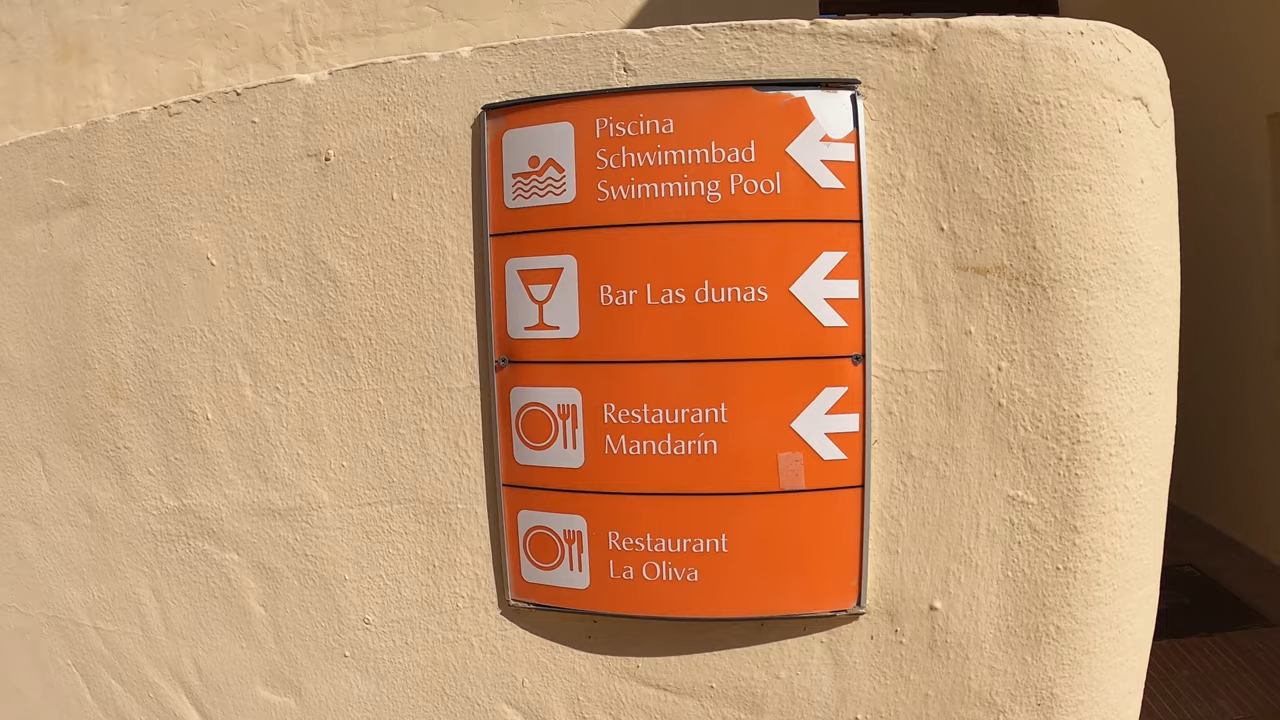 Piscina
Schwimmbad
Swimming Pool
Bar Las dunas
Restaurant
Mandarín
Restaurant
La Oliva